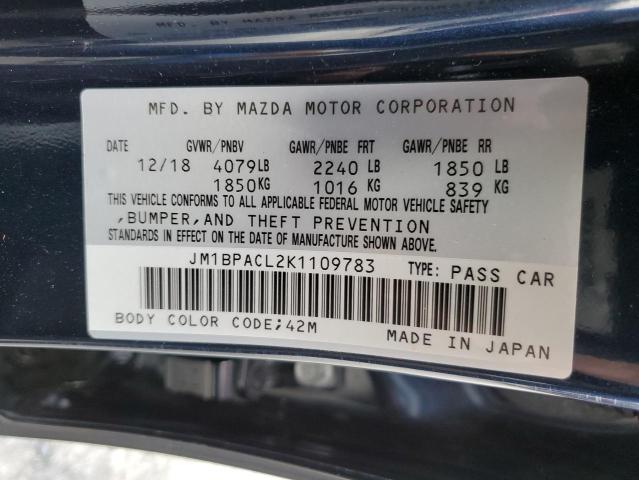 MFD. BY MAZDA MOTOR CORPORATION
DATE GVWR/PNBV GAWR/PNBE FRT GAWR/PNBE RR
12/18 4079LB 2240 LB 1850 LB
1850KG 1016 KG 839 KG
THIS VEHICLE CONFORMS TO ALL APPLICABLE FEDERAL MOTOR VEHICLE SAFETY
,BUMPER,AND THEFT PREVENTION
STANDARDS IN EFFECT ON THE DATE OF MANUFACTURE SHOWN ABOVE.
JM1BPACL2K1109783 TYPE: PASS CAR
BODY COLOR CODE;42M MADE IN JAPAN